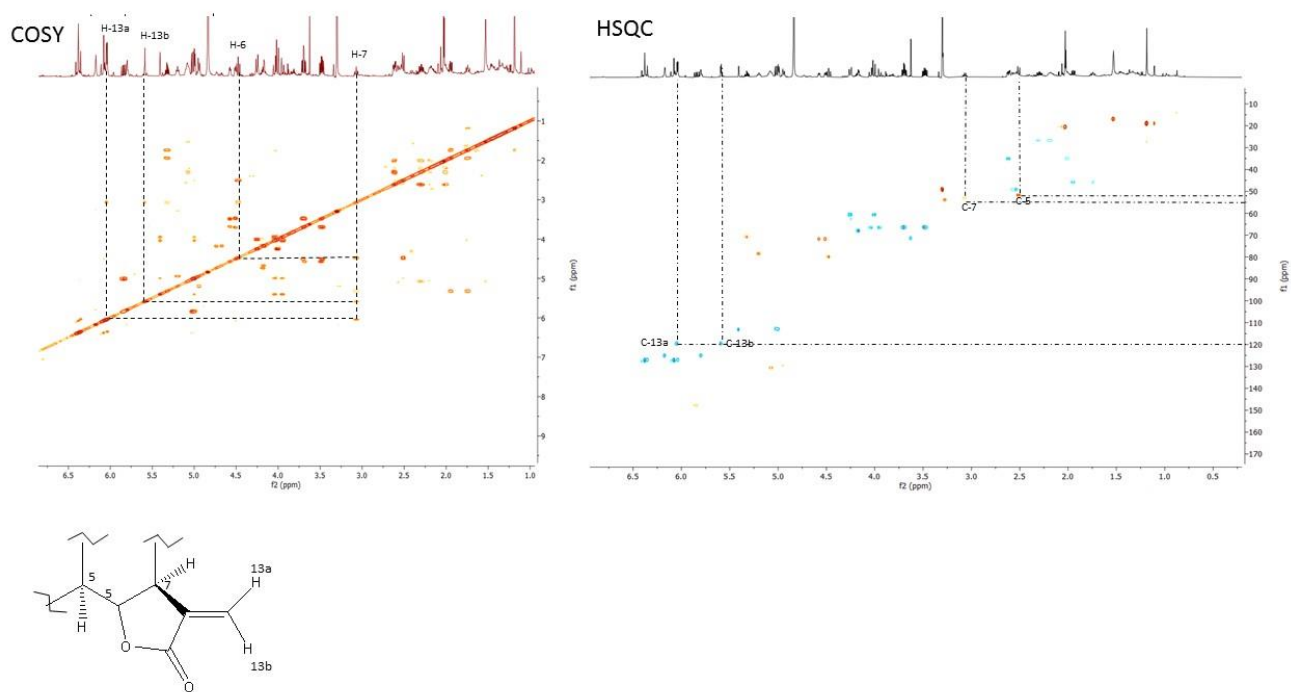 COSY
H-13a
H-13b
H-6
H-7
1
2
3
4
5
6
7
8
9
f1 (ppm)
6.5 6.0 5.5 5.0 4.5 4.0 3.5 3.0 2.5 2.0 1.5 1.0
f2 (ppm)
HSQC
C-7
C-5
C-13a
C-13b
10
20
30
40
50
60
70
80
90
100
110
120
130
140
150
160
170
f1 (ppm)
6.5 6.0 5.5 5.0 4.5 4.0 3.5 3.0 2.5 2.0 1.5 1.0 0.5
f2 (ppm)
H
13a
5
7
5
H
H
O
13b
O
H